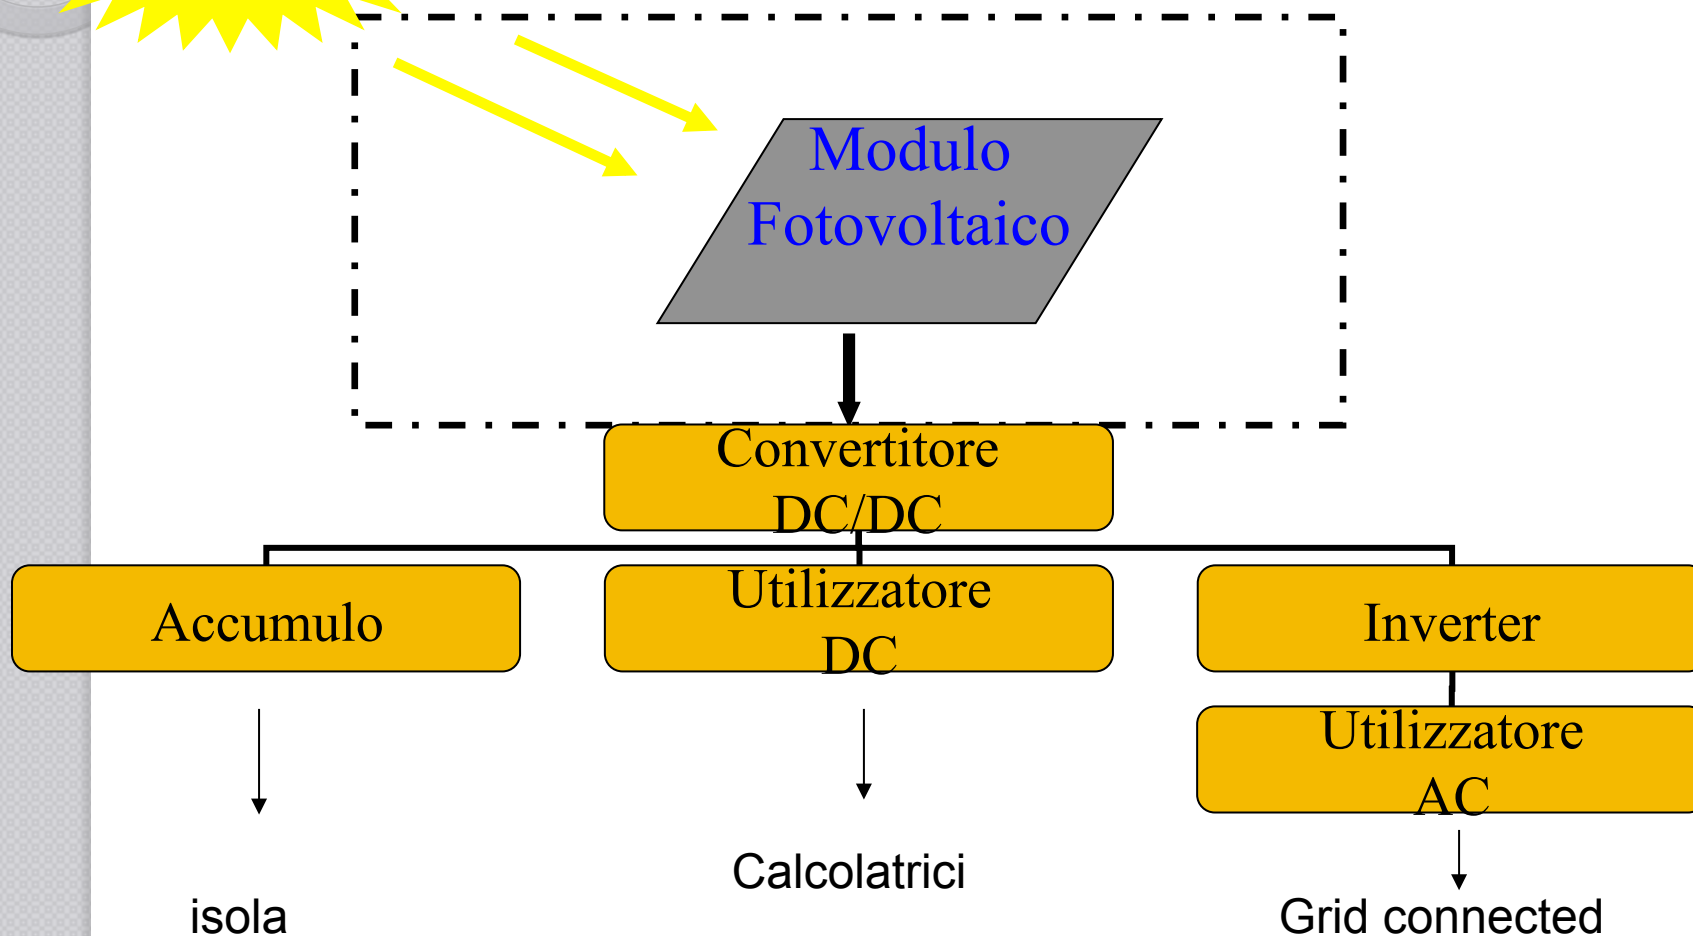 Modulo
Fotovoltaico
Convertitore
DC/DC
Accumulo
Utilizzatore
DC
Inverter
Utilizzatore
AC
Calcolatrici
isola
Grid connected